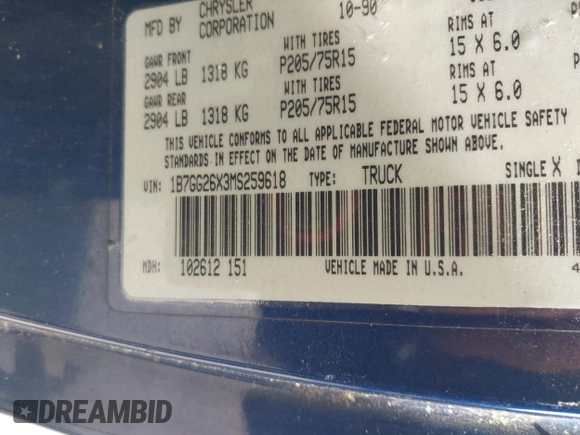 MFD BY CHRYSLER CORPORATION 10-90
GAWR FRONT WITH TIRES RIMS AT
2904 LB 1318 KG P205/75R15 15 X 6.0
GAWR REAR WITH TIRES RIMS AT
2904 LB 1318 KG P205/75R15 15 X 6.0
THIS VEHICLE CONFORMS TO ALL APPLICABLE FEDERAL MOTOR VEHICLE SAFETY
STANDARDS IN EFFECT ON THE DATE OF MANUFACTURE SHOWN ABOVE.
VIN: 1B7GG26X3MS259618 TYPE: TRUCK SINGLE X
MDH: 102612 151 VEHICLE MADE IN U.S.A. 4
DREAMBID